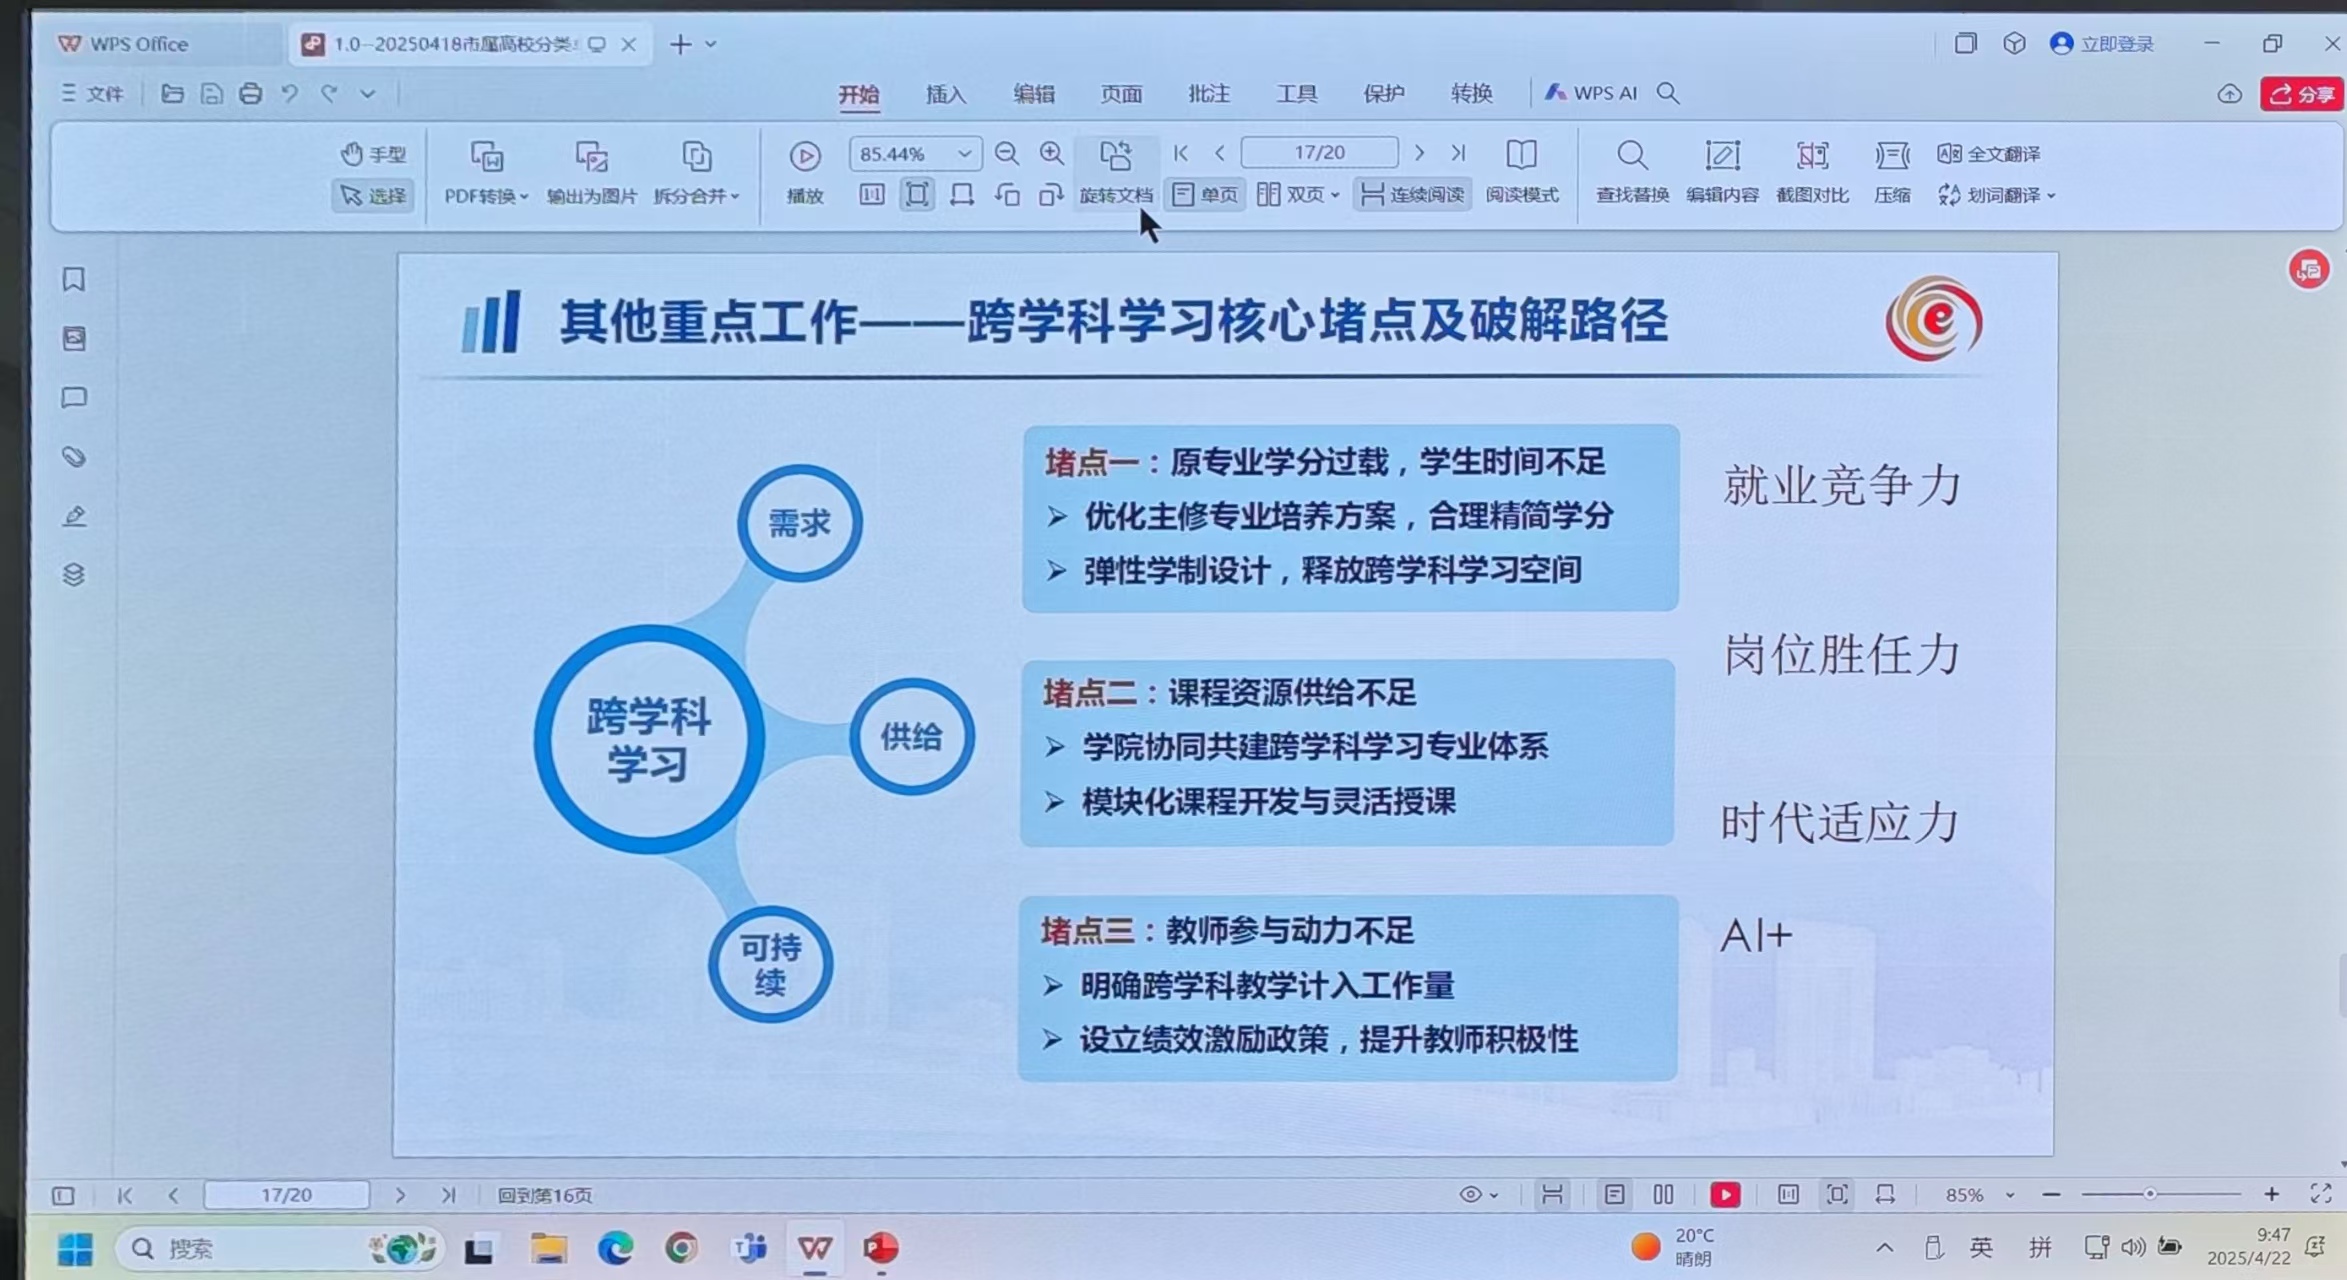 WPS Office
1.0--20250418市属高校分类
立即登录
文件
开始 插入 编辑 页面 批注 工具 保护 转换 WPS AI
分享
手型
选择
PDF转换
输出为图片
拆分合并
播放
85.44%
旋转文档
17/20
单页
双页
连续阅读
阅读模式
查找替换
编辑内容
截图对比
压缩
全文翻译
划词翻译
其他重点工作——跨学科学习核心堵点及破解路径
需求
跨学科
学习
供给
可持
续
堵点一：原专业学分过载，学生时间不足
➢ 优化主修专业培养方案，合理精简学分
➢ 弹性学制设计，释放跨学科学习空间
堵点二：课程资源供给不足
➢ 学院协同共建跨学科学习专业体系
➢ 模块化课程开发与灵活授课
堵点三：教师参与动力不足
➢ 明确跨学科教学计入工作量
➢ 设立绩效激励政策，提升教师积极性
就业竞争力
岗位胜任力
时代适应力
AI+
17/20
回到第16页
85%
搜索
20°C
晴朗
英
拼
9:47
2025/4/22